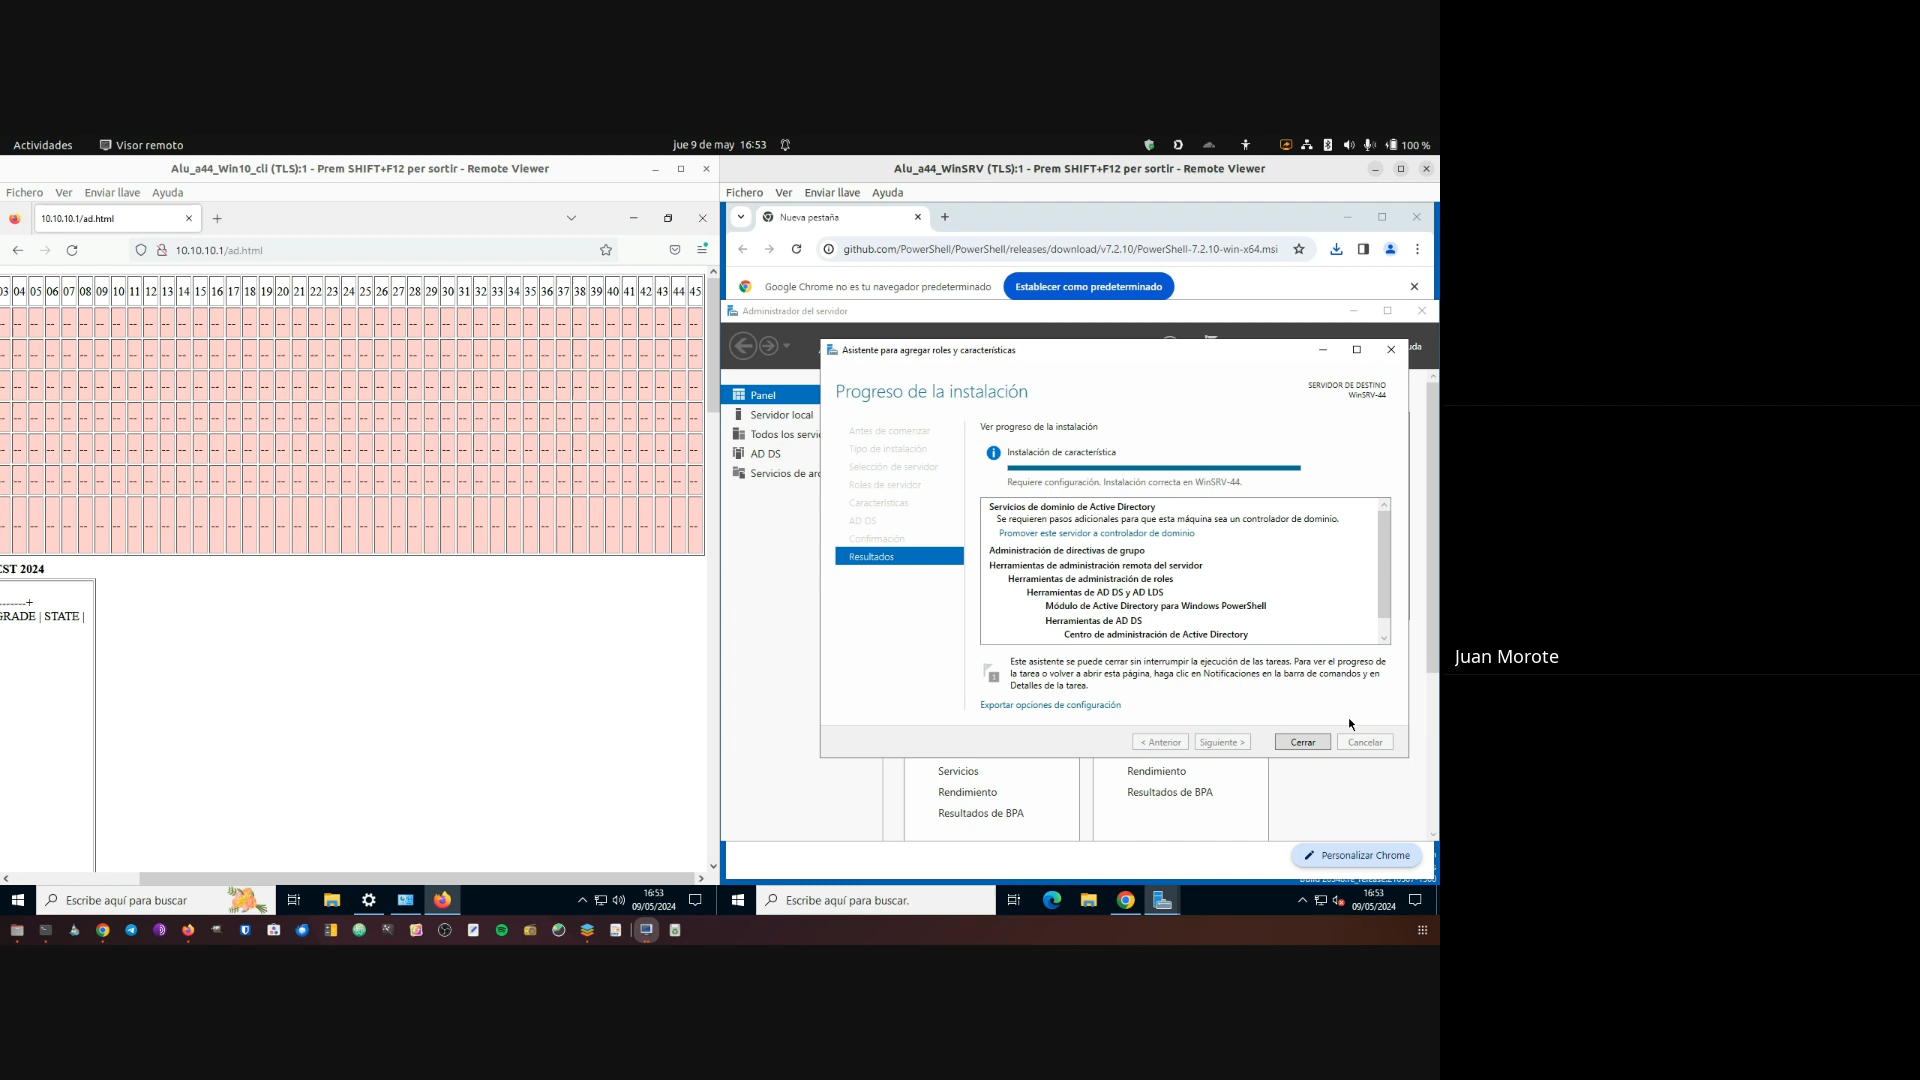 Actividades
Visor remoto
jue 9 de may 16:53
100 %
Alu_a44_Win10_cli (TLS):1 - Prem SHIFT+F12 per sortir - Remote Viewer
Fichero Ver Enviar llave Ayuda
10.10.10.1/ad.html
10.10.10.1/ad.html
03 04 05 06 07 08 09 10 11 12 13 14 15 16 17 18 19 20 21 22 23 24 25 26 27 28 29 30 31 32 33 34 35 36 37 38 39 40 41 42 43 44 45
-- -- -- -- -- -- -- -- -- -- -- -- -- -- -- -- -- -- -- -- -- -- -- -- -- -- -- -- -- -- -- -- -- -- -- -- -- -- -- -- -- -- --
-- -- -- -- -- -- -- -- -- -- -- -- -- -- -- -- -- -- -- -- -- -- -- -- -- -- -- -- -- -- -- -- -- -- -- -- -- -- -- -- -- -- --
-- -- -- -- -- -- -- -- -- -- -- -- -- -- -- -- -- -- -- -- -- -- -- -- -- -- -- -- -- -- -- -- -- -- -- -- -- -- -- -- -- -- --
-- -- -- -- -- -- -- -- -- -- -- -- -- -- -- -- -- -- -- -- -- -- -- -- -- -- -- -- -- -- -- -- -- -- -- -- -- -- -- -- -- -- --
-- -- -- -- -- -- -- -- -- -- -- -- -- -- -- -- -- -- -- -- -- -- -- -- -- -- -- -- -- -- -- -- -- -- -- -- -- -- -- -- -- -- --
-- -- -- -- -- -- -- -- -- -- -- -- -- -- -- -- -- -- -- -- -- -- -- -- -- -- -- -- -- -- -- -- -- -- -- -- -- -- -- -- -- -- --
-- -- -- -- -- -- -- -- -- -- -- -- -- -- -- -- -- -- -- -- -- -- -- -- -- -- -- -- -- -- -- -- -- -- -- -- -- -- -- -- -- -- --
EST 2024
-------+
GRADE | STATE |
Escribe aquí para buscar
16:53
09/05/2024
Alu_a44_WinSRV (TLS):1 - Prem SHIFT+F12 per sortir - Remote Viewer
Fichero Ver Enviar llave Ayuda
Nueva pestaña
github.com/PowerShell/PowerShell/releases/download/v7.2.10/PowerShell-7.2.10-win-x64.msi
Google Chrome no es tu navegador predeterminado
Establecer como predeterminado
Administrador del servidor
uda
Panel
Servidor local
Todos los servi
AD DS
Servicios de arc
Asistente para agregar roles y características
Progreso de la instalación
SERVIDOR DE DESTINO
WinSRV-44
Antes de comenzar
Tipo de instalación
Selección de servidor
Roles de servidor
Características
AD DS
Confirmación
Resultados
Ver progreso de la instalación
Instalación de característica
Requiere configuración. Instalación correcta en WinSRV-44.
Servicios de dominio de Active Directory
Se requieren pasos adicionales para que esta máquina sea un controlador de dominio.
Promover este servidor a controlador de dominio
Administración de directivas de grupo
Herramientas de administración remota del servidor
Herramientas de administración de roles
Herramientas de AD DS y AD LDS
Módulo de Active Directory para Windows PowerShell
Herramientas de AD DS
Centro de administración de Active Directory
1
Este asistente se puede cerrar sin interrumpir la ejecución de las tareas. Para ver el progreso de
la tarea o volver a abrir esta página, haga clic en Notificaciones en la barra de comandos y en
Detalles de la tarea.
Exportar opciones de configuración
< Anterior
Siguiente >
Cerrar
Cancelar
Servicios
Rendimiento
Resultados de BPA
Rendimiento
Resultados de BPA
Personalizar Chrome
Escribe aquí para buscar.
16:53
09/05/2024
Juan Morote